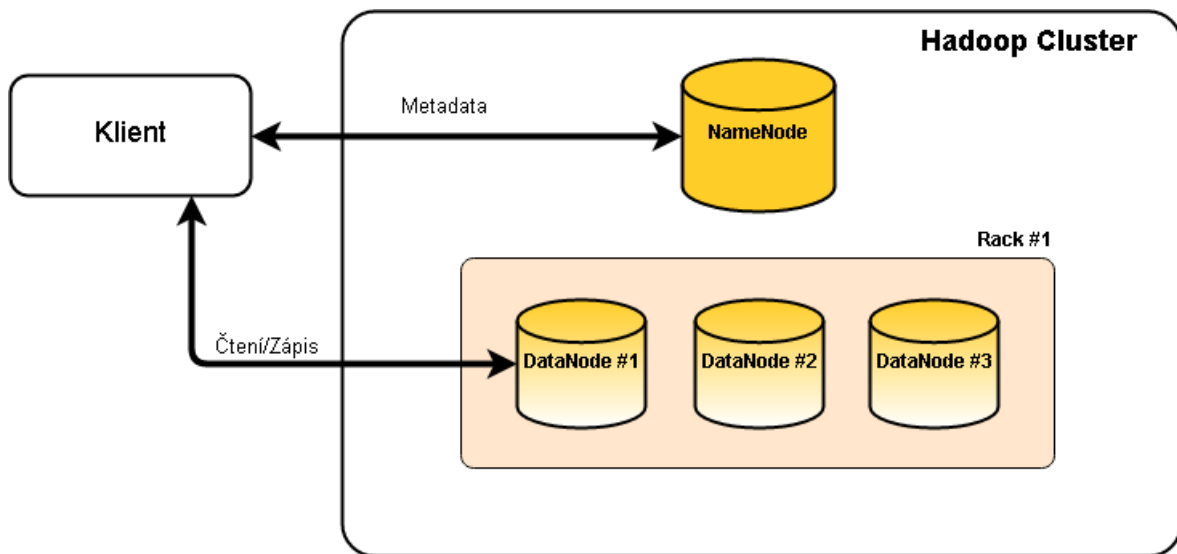 Hadoop Cluster
Klient
Metadata
NameNode
Rack #1
Čtení/Zápis
DataNode #1
DataNode #2
DataNode #3